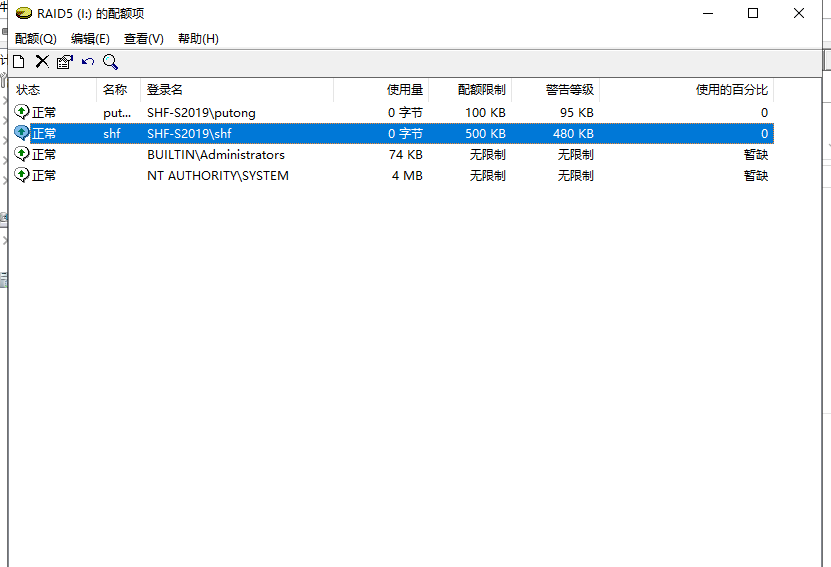 RAID5 (I:) 的配额项
配额(Q) 编辑(E) 查看(V) 帮助(H)
状态 名称 登录名 使用量 配额限制 警告等级 使用的百分比
正常 put... SHF-S2019\putong 0 字节 100 KB 95 KB 0
正常 shf SHF-S2019\shf 0 字节 500 KB 480 KB 0
正常 BUILTIN\Administrators 74 KB 无限制 无限制 暂缺
正常 NT AUTHORITY\SYSTEM 4 MB 无限制 无限制 暂缺